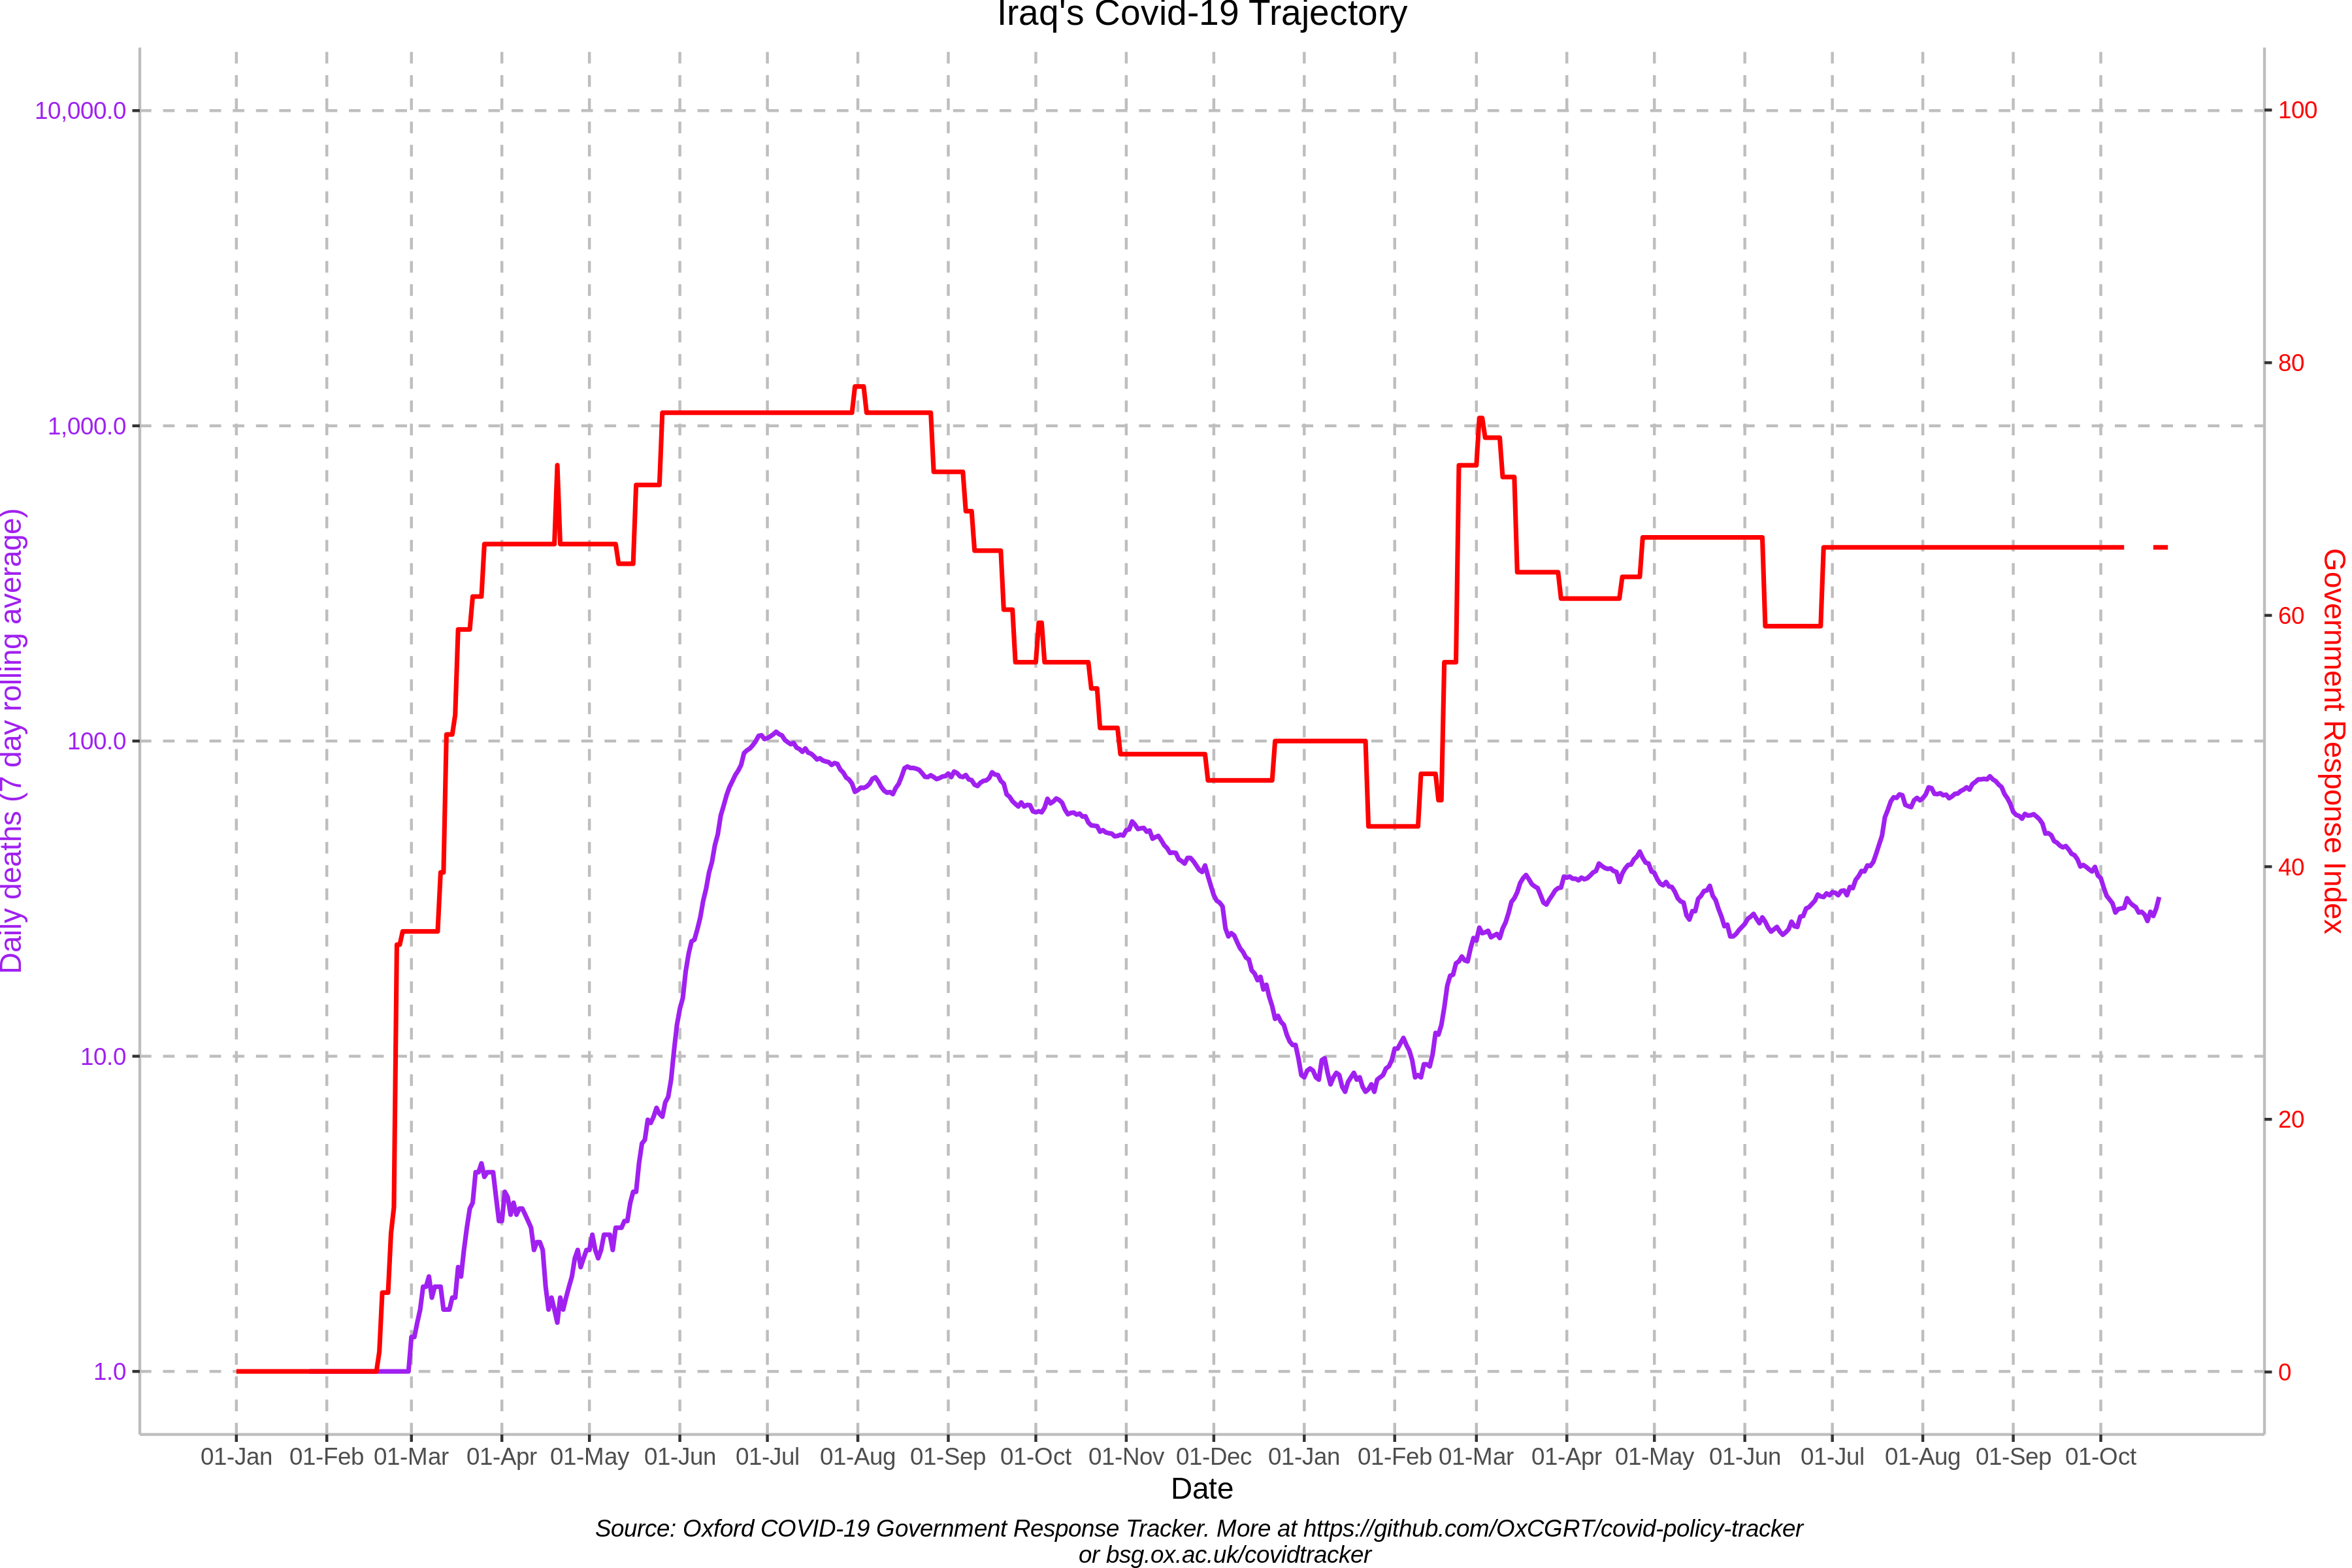 Iraq's Covid-19 Trajectory
10,000.0
1,000.0
100.0
10.0
1.0
Daily deaths (7 day rolling average)
100
80
60
40
20
0
Government Response Index
01-Jan 01-Feb 01-Mar 01-Apr 01-May 01-Jun 01-Jul 01-Aug 01-Sep 01-Oct 01-Nov 01-Dec 01-Jan 01-Feb 01-Mar 01-Apr 01-May 01-Jun 01-Jul 01-Aug 01-Sep 01-Oct
Date
Source: Oxford COVID-19 Government Response Tracker. More at https://github.com/OxCGRT/covid-policy-tracker
or bsg.ox.ac.uk/covidtracker